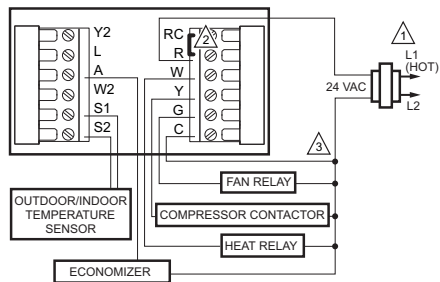 Y2
L
A
W2
S1
S2
RC
R
W
Y
G
C
2
1
L1
(HOT)
24 VAC
L2
3
FAN RELAY
OUTDOOR/INDOOR
TEMPERATURE
SENSOR
COMPRESSOR CONTACTOR
HEAT RELAY
ECONOMIZER